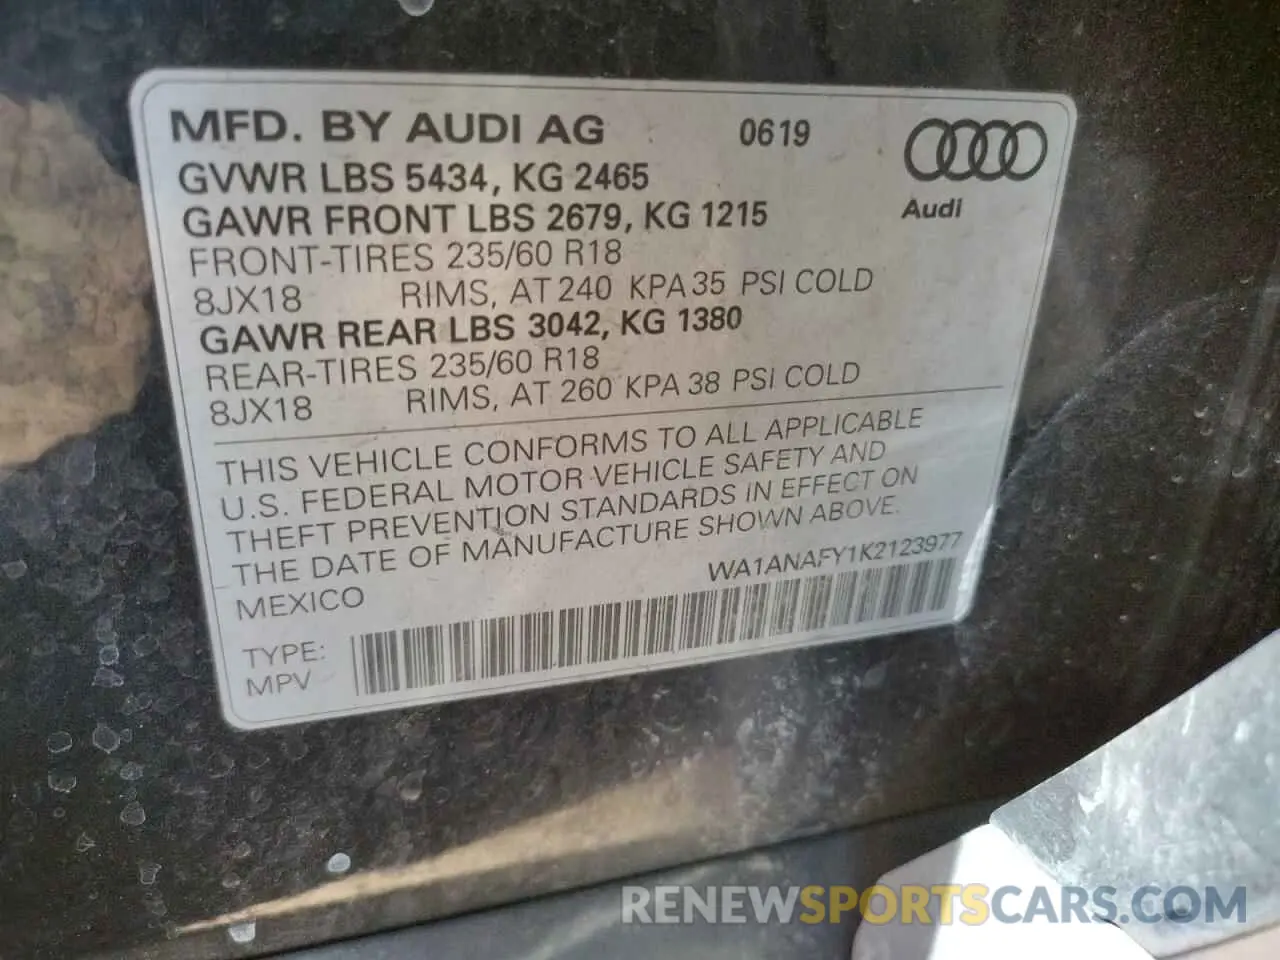 MFD. BY AUDI AG 0619
GVWR LBS 5434, KG 2465
GAWR FRONT LBS 2679, KG 1215
Audi
FRONT-TIRES 235/60 R18
8JX18 RIMS, AT 240 KPA 35 PSI COLD
GAWR REAR LBS 3042, KG 1380
REAR-TIRES 235/60 R18
8JX18 RIMS, AT 260 KPA 38 PSI COLD
THIS VEHICLE CONFORMS TO ALL APPLICABLE
U.S. FEDERAL MOTOR VEHICLE SAFETY AND
THEFT PREVENTION STANDARDS IN EFFECT ON
THE DATE OF MANUFACTURE SHOWN ABOVE.
WA1ANAFY1K2123977
MEXICO
TYPE:
MPV
RENEWSPORTSCARS.COM